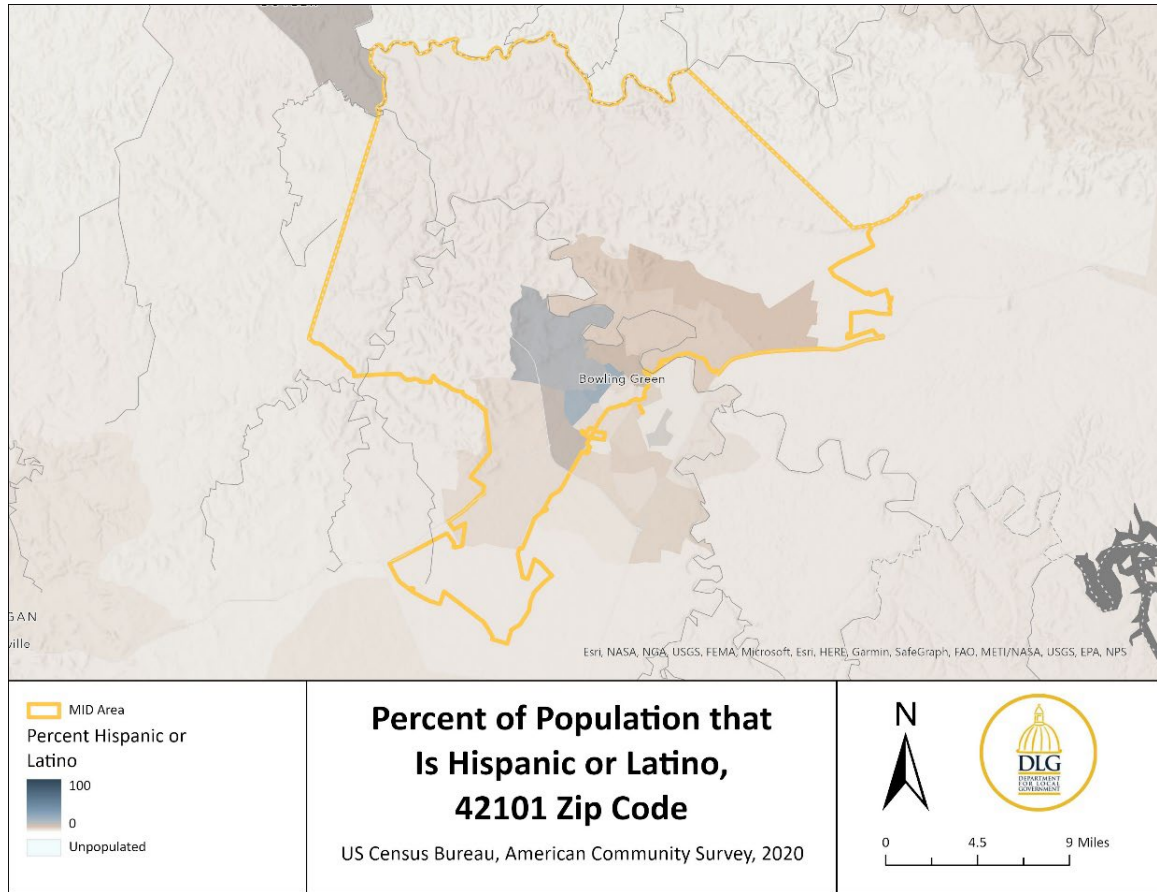 GAN
ville
Bowling Green
Esri, NASA, NGA, USGS, FEMA, Microsoft, Esri, HERE, Garmin, SafeGraph, FAO, METI/NASA, USGS, EPA, NPS
MID Area
Percent Hispanic or
Latino
100
0
Unpopulated
Percent of Population that
Is Hispanic or Latino,
42101 Zip Code
US Census Bureau, American Community Survey, 2020
N
DLG
DEPARTMENT
FOR LOCAL
GOVERNMENT
0 4.5 9 Miles